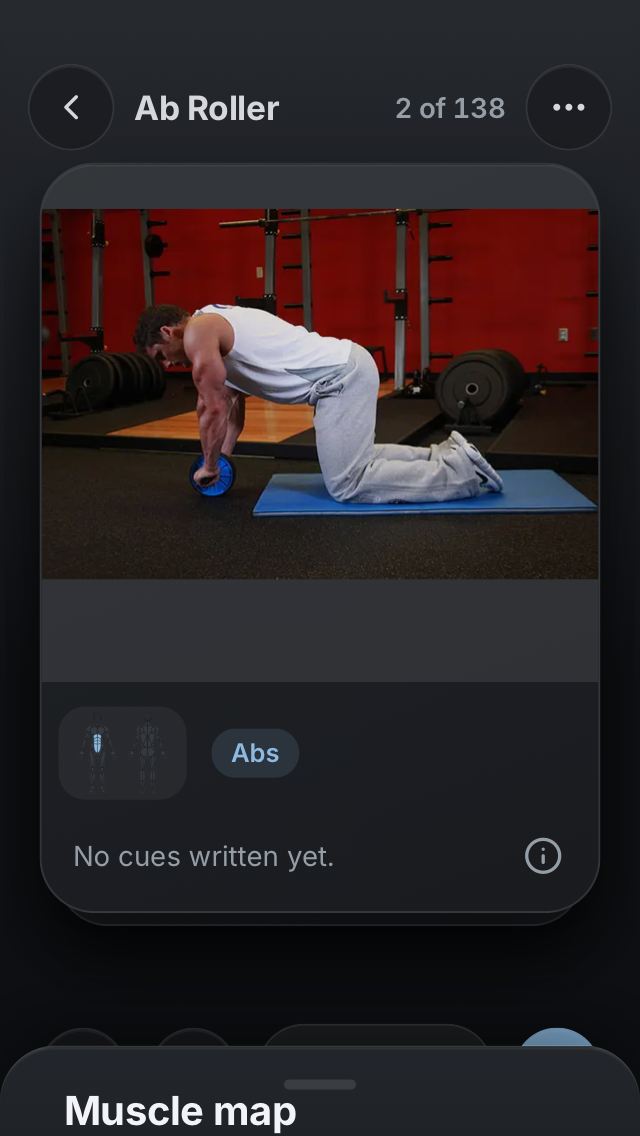 Ab Roller
2 of 138
Abs
No cues written yet.
Muscle map